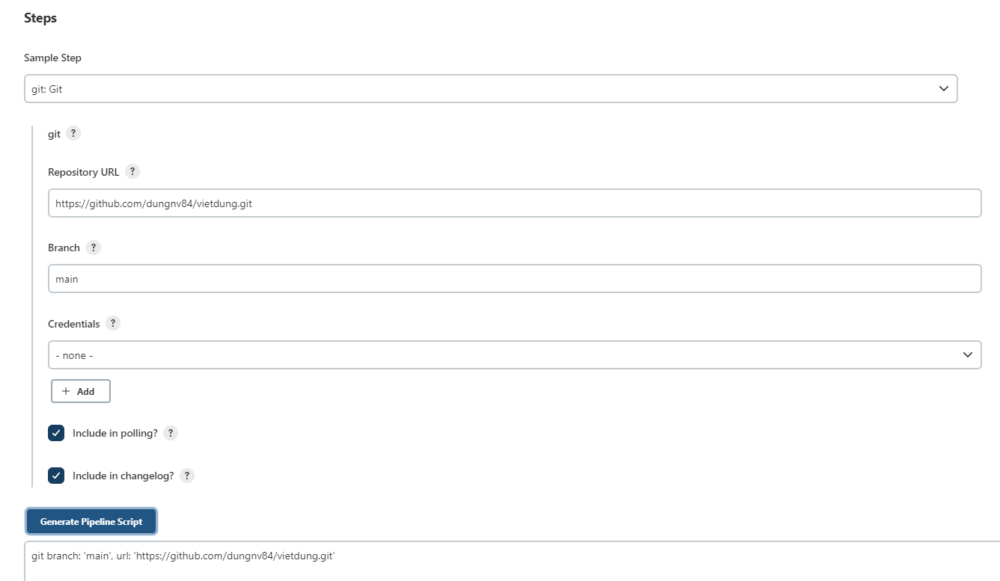 Steps
Sample Step
git: Git
git ?
Repository URL ?
https://github.com/dungnv84/vietdung.git
Branch ?
main
Credentials ?
- none -
+ Add
Include in polling? ?
Include in changelog? ?
Generate Pipeline Script
git branch: 'main', url: 'https://github.com/dungnv84/vietdung.git'